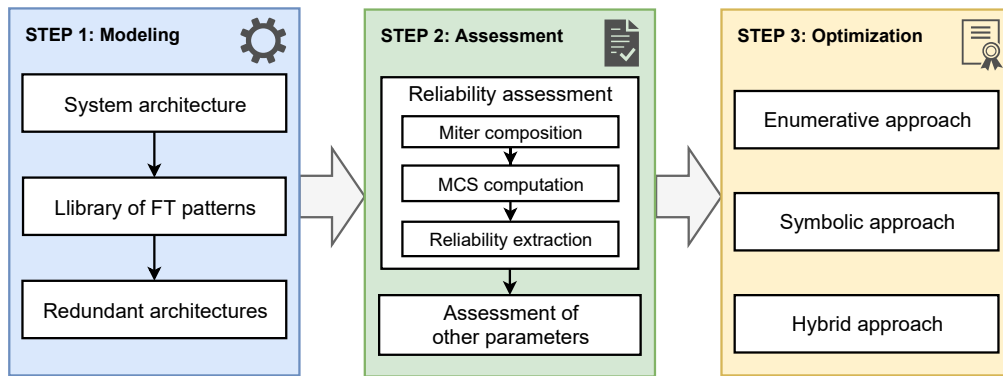 STEP 1: Modeling
System architecture
Llibrary of FT patterns
Redundant architectures
STEP 2: Assessment
Reliability assessment
Miter composition
MCS computation
Reliability extraction
Assessment of
other parameters
STEP 3: Optimization
Enumerative approach
Symbolic approach
Hybrid approach